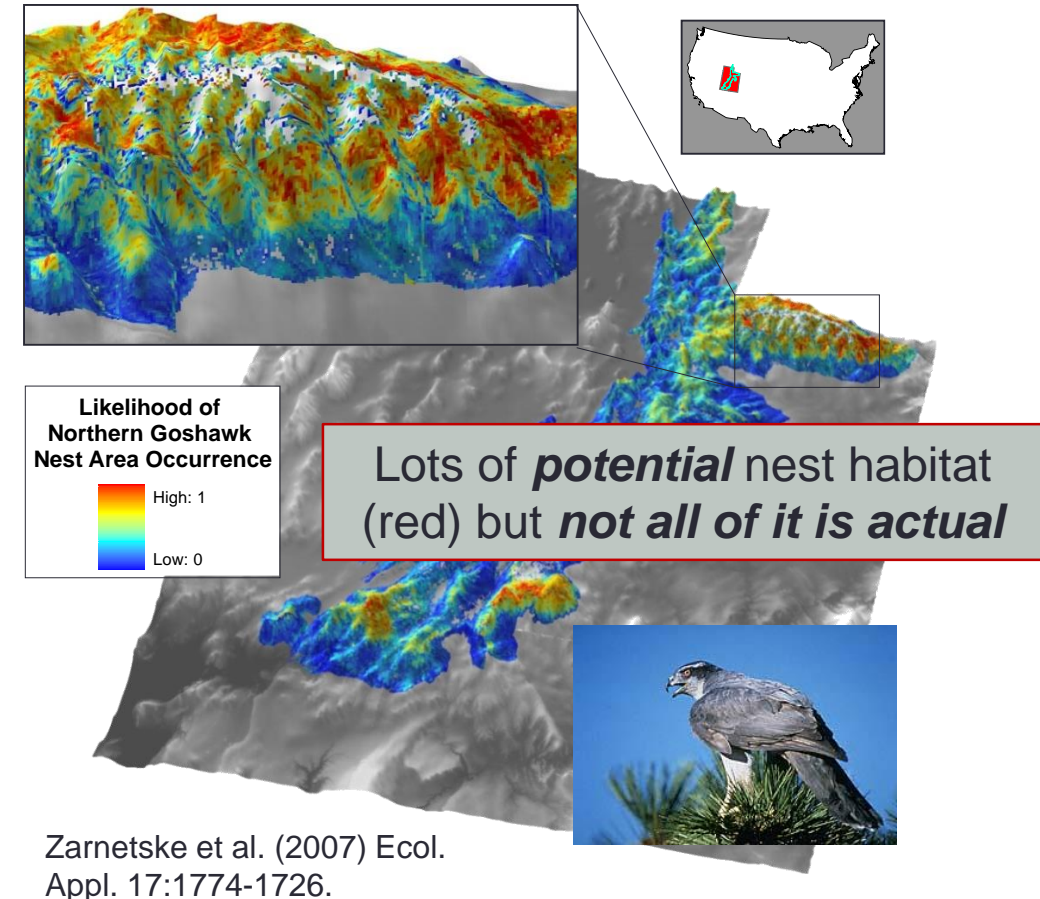 Likelihood of
Northern Goshawk
Nest Area Occurrence
High: 1
Low: 0
Lots of potential nest habitat
(red) but not all of it is actual
Zarnetske et al. (2007) Ecol.
Appl. 17:1774-1726.